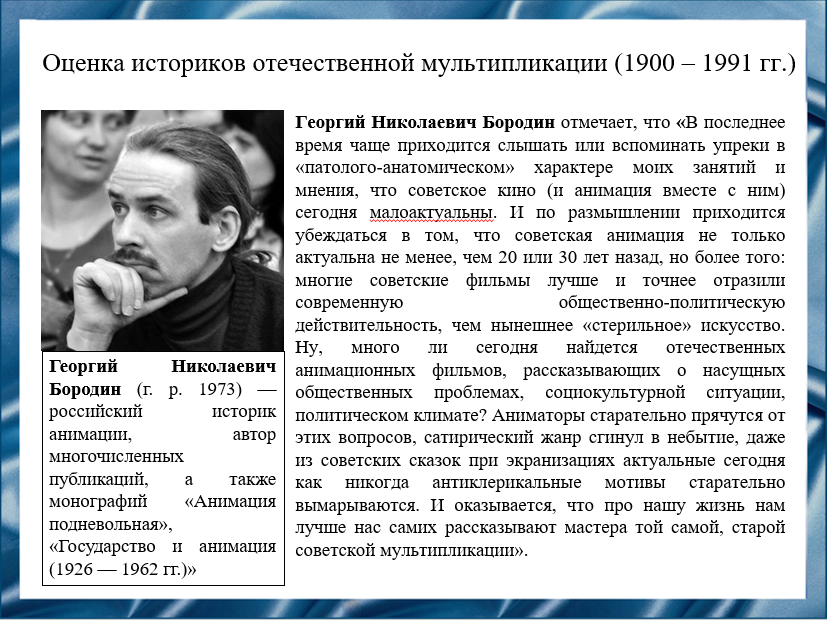 Оценка историков отечественной мультипликации (1900 – 1991 гг.)
Георгий Николаевич Бородин отмечает, что «В последнее
время чаще приходится слышать или вспоминать упреки в
«патолого-анатомическом» характере моих занятий и
мнения, что советское кино (и анимация вместе с ним)
сегодня малоактуальны. И по размышлении приходится
убеждаться в том, что советская анимация не только
актуальна не менее, чем 20 или 30 лет назад, но более того:
многие советские фильмы лучше и точнее отразили
современную общественно-политическую
действительность, чем нынешнее «стерильное» искусство.
Ну, много ли сегодня найдется отечественных
анимационных фильмов, рассказывающих о насущных
общественных проблемах, социокультурной ситуации,
политическом климате? Аниматоры старательно прячутся от
этих вопросов, сатирический жанр сгинул в небытие, даже
из советских сказок при экранизациях актуальные сегодня
как никогда антиклерикальные мотивы старательно
вымарываются. И оказывается, что про нашу жизнь нам
лучше нас самих рассказывают мастера той самой, старой
советской мультипликации».
Георгий Николаевич
Бородин (г. р. 1973) —
российский историк
анимации, автор
многочисленных
публикаций, а также
монографий «Анимация
подневольная»,
«Государство и анимация
(1926 — 1962 гг.)»